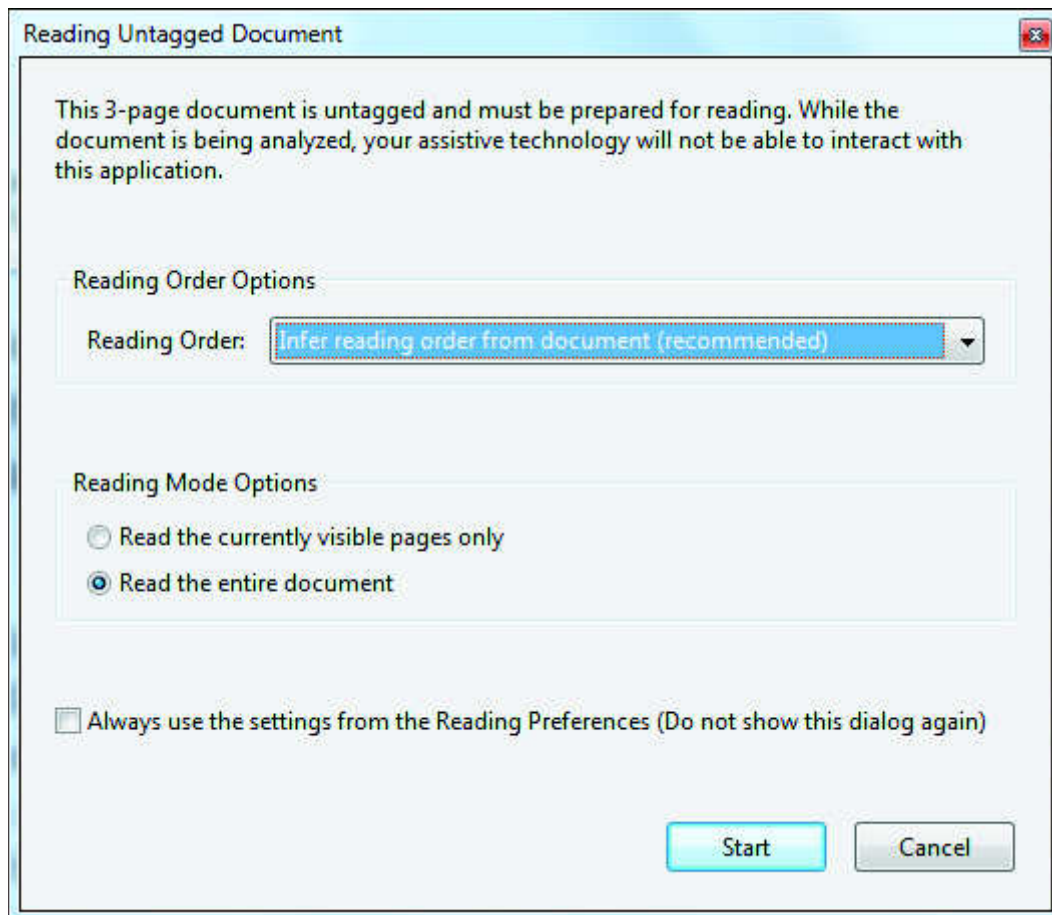 Reading Untagged Document
This 3-page document is untagged and must be prepared for reading. While the
document is being analyzed, your assistive technology will not be able to interact with
this application.
Reading Order Options
Reading Order: Infer reading order from document (recommended)
Reading Mode Options
Read the currently visible pages only
Read the entire document
Always use the settings from the Reading Preferences (Do not show this dialog again)
Start Cancel